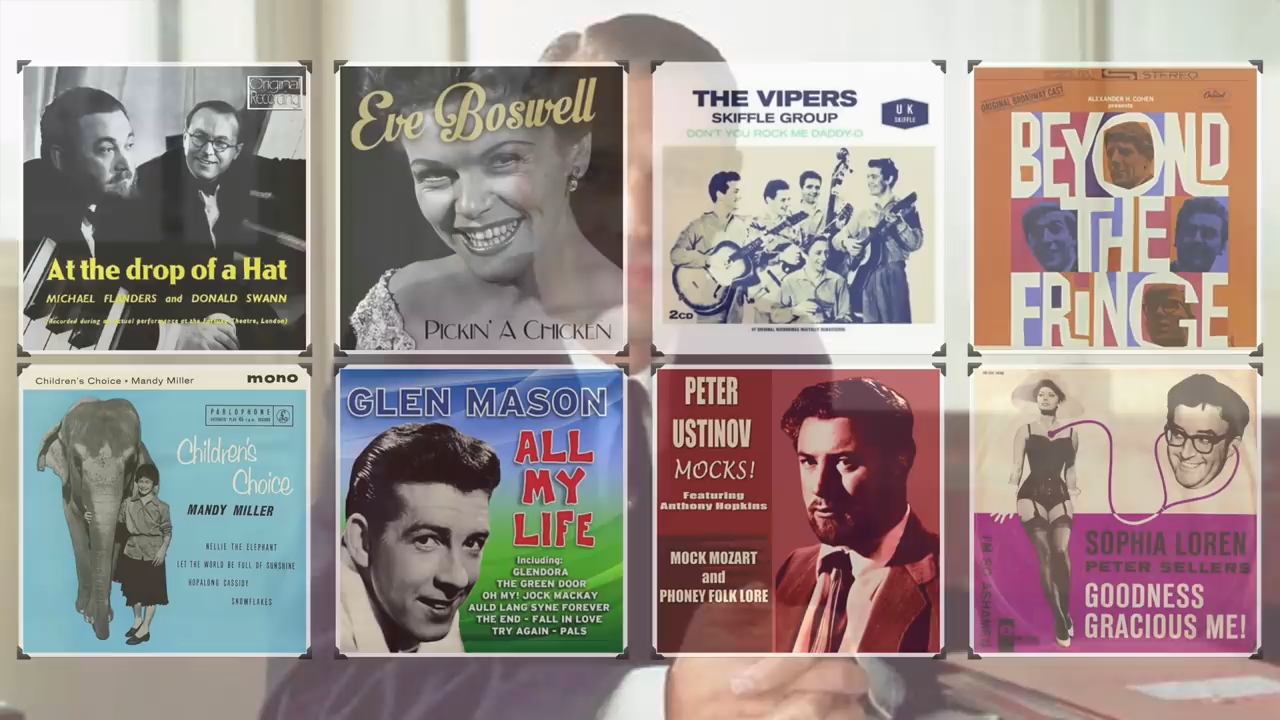 Original
Recording
At the drop of a Hat
MICHAEL FLANDERS and DONALD SWANN
Eve Boswell
PICKIN' A CHICKEN
THE VIPERS
SKIFFLE GROUP
DON'T YOU ROCK ME DADDY-O
UK
SKIFFLE
2CD
STEREO
ORIGINAL BROADWAY CAST
ALEXANDER H. COHEN
presents
Capitol
BEYOND
THE
FRINGE
Children's Choice • Mandy Miller
mono
PARLOPHONE
Children's
Choice
MANDY MILLER
NELLIE THE ELEPHANT
LET THE WORLD BE FULL OF SUNSHINE
HOPALONG CASSIDY
SNOWFLAKES
GLEN MASON
ALL
MY
LIFE
Including:
GLENDORA
THE GREEN DOOR
OH MY! JOCK MACKAY
AULD LANG SYNE FOREVER
THE END - FALL IN LOVE
TRY AGAIN - PALS
PETER
USTINOV
MOCKS!
Featuring
Anthony Hopkins
MOCK MOZART
and
PHONEY FOLK LORE
SOPHIA LOREN
PETER SELLERS
GOODNESS
GRACIOUS ME!